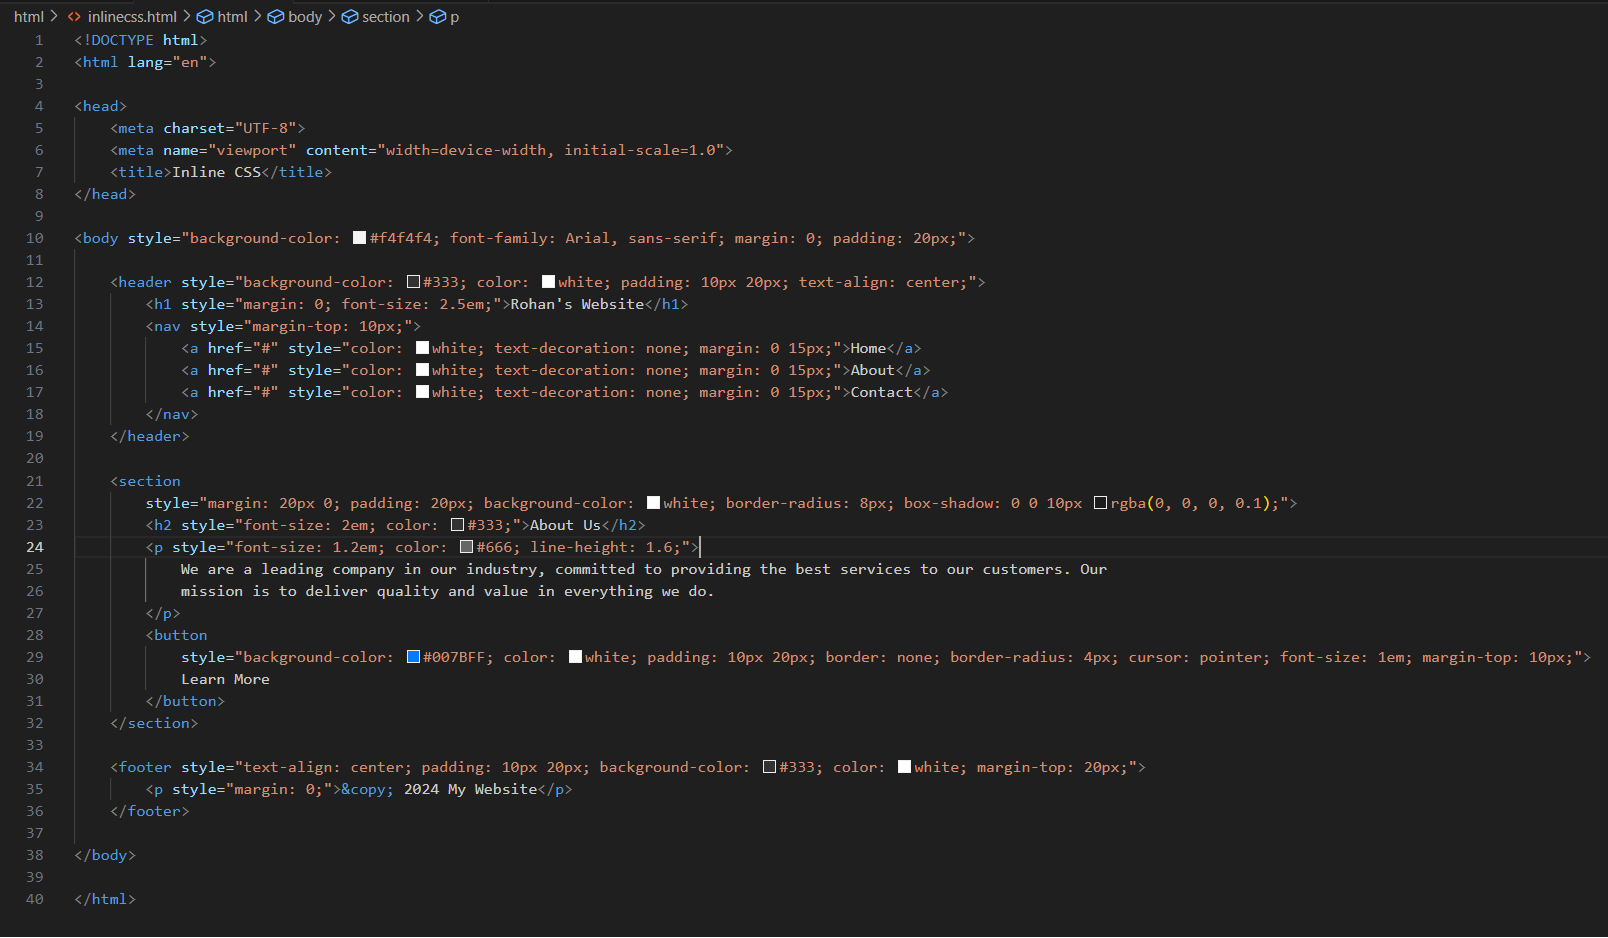 html > inlinecss.html > html > body > section > p
1 <!DOCTYPE html>
2 <html lang="en">
3
4 <head>
5     <meta charset="UTF-8">
6     <meta name="viewport" content="width=device-width, initial-scale=1.0">
7     <title>Inline CSS</title>
8 </head>
9
10 <body style="background-color: #f4f4f4; font-family: Arial, sans-serif; margin: 0; padding: 20px;">
11
12     <header style="background-color: #333; color: white; padding: 10px 20px; text-align: center;">
13         <h1 style="margin: 0; font-size: 2.5em;">Rohan's Website</h1>
14         <nav style="margin-top: 10px;">
15             <a href="#" style="color: white; text-decoration: none; margin: 0 15px;">Home</a>
16             <a href="#" style="color: white; text-decoration: none; margin: 0 15px;">About</a>
17             <a href="#" style="color: white; text-decoration: none; margin: 0 15px;">Contact</a>
18         </nav>
19     </header>
20
21     <section
22         style="margin: 20px 0; padding: 20px; background-color: white; border-radius: 8px; box-shadow: 0 0 10px rgba(0, 0, 0, 0.1);">
23         <h2 style="font-size: 2em; color: #333;">About Us</h2>
24         <p style="font-size: 1.2em; color: #666; line-height: 1.6;">
25             We are a leading company in our industry, committed to providing the best services to our customers. Our
26             mission is to deliver quality and value in everything we do.
27         </p>
28         <button
29             style="background-color: #007BFF; color: white; padding: 10px 20px; border: none; border-radius: 4px; cursor: pointer; font-size: 1em; margin-top: 10px;">
30             Learn More
31         </button>
32     </section>
33
34     <footer style="text-align: center; padding: 10px 20px; background-color: #333; color: white; margin-top: 20px;">
35         <p style="margin: 0;">&copy; 2024 My Website</p>
36     </footer>
37
38 </body>
39
40 </html>